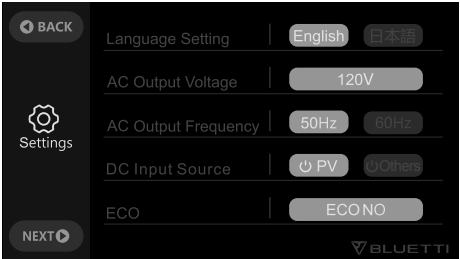 BACK
Language Setting English 日本語
AC Output Voltage 120V
AC Output Frequency 50Hz 60Hz
Settings
DC Input Source PV Others
ECO ECO NO
NEXT
BLUETTI